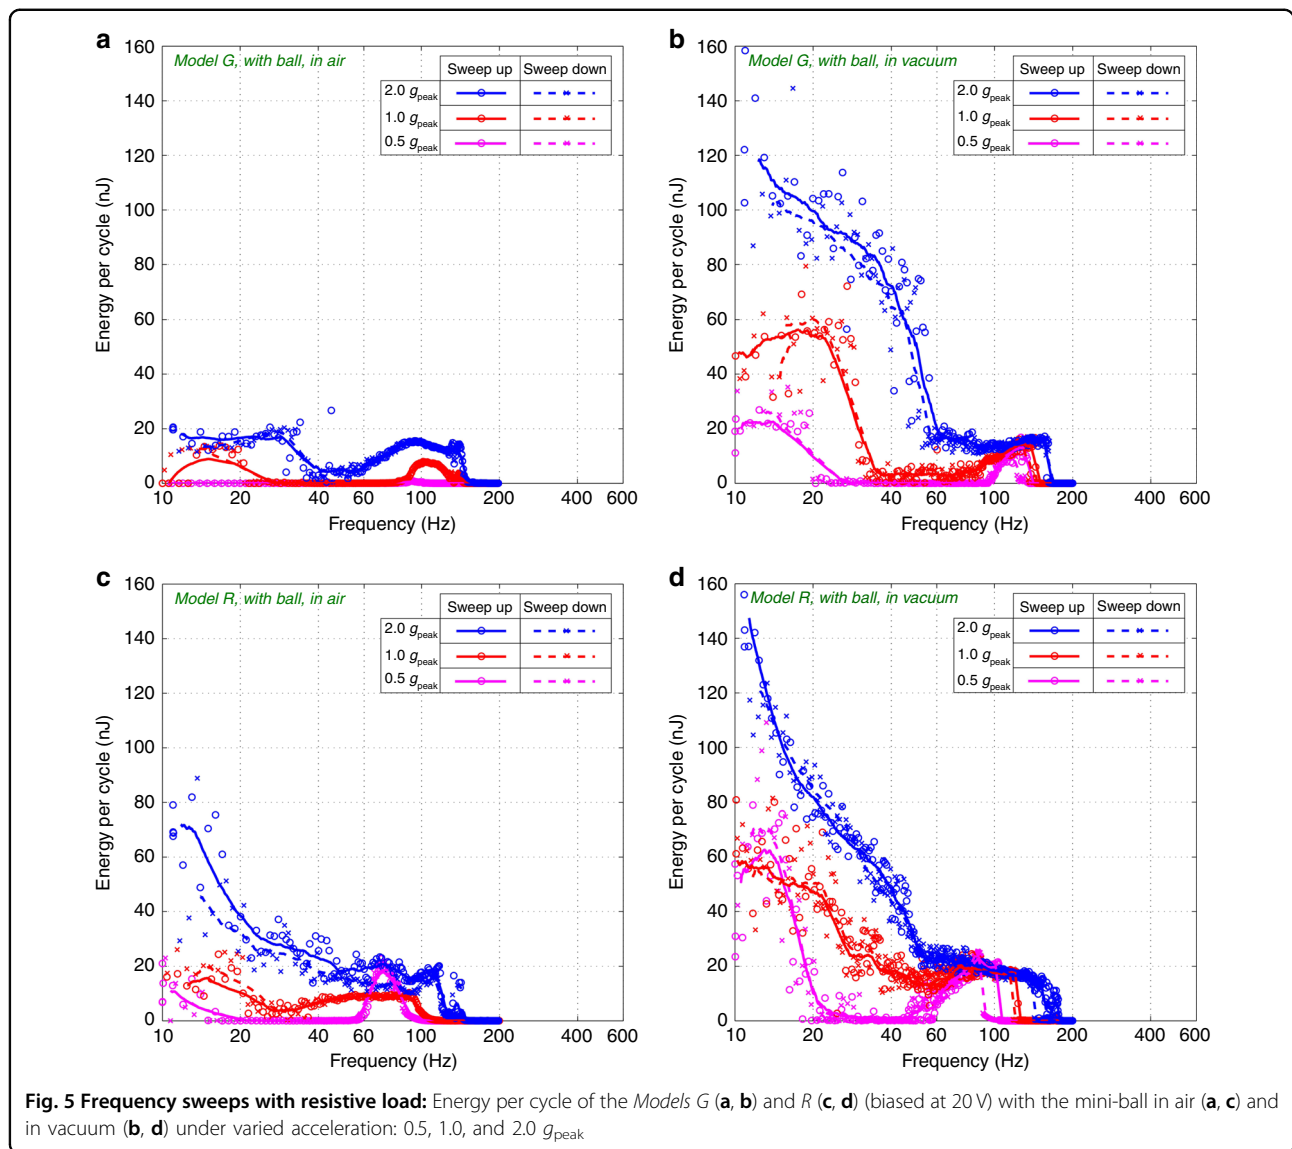 a
160
140
120
100
80
60
40
20
0
Energy per cycle (nJ)
Model G, with ball, in air
Sweep up Sweep down
2.0 gpeak
1.0 gpeak
0.5 gpeak
10 20 40 60 100 200 400 600
Frequency (Hz)
b
160
140
120
100
80
60
40
20
0
Energy per cycle (nJ)
Model G, with ball, in vacuum
Sweep up Sweep down
2.0 gpeak
1.0 gpeak
0.5 gpeak
10 20 40 60 100 200 400 600
Frequency (Hz)
c
160
140
120
100
80
60
40
20
0
Energy per cycle (nJ)
Model R, with ball, in air
Sweep up Sweep down
2.0 gpeak
1.0 gpeak
0.5 gpeak
10 20 40 60 100 200 400 600
Frequency (Hz)
d
160
140
120
100
80
60
40
20
0
Energy per cycle (nJ)
Model R, with ball, in vacuum
Sweep up Sweep down
2.0 gpeak
1.0 gpeak
0.5 gpeak
10 20 40 60 100 200 400 600
Frequency (Hz)
Fig. 5 Frequency sweeps with resistive load: Energy per cycle of the Models G (a, b) and R (c, d) (biased at 20 V) with the mini-ball in air (a, c) and
in vacuum (b, d) under varied acceleration: 0.5, 1.0, and 2.0 gpeak